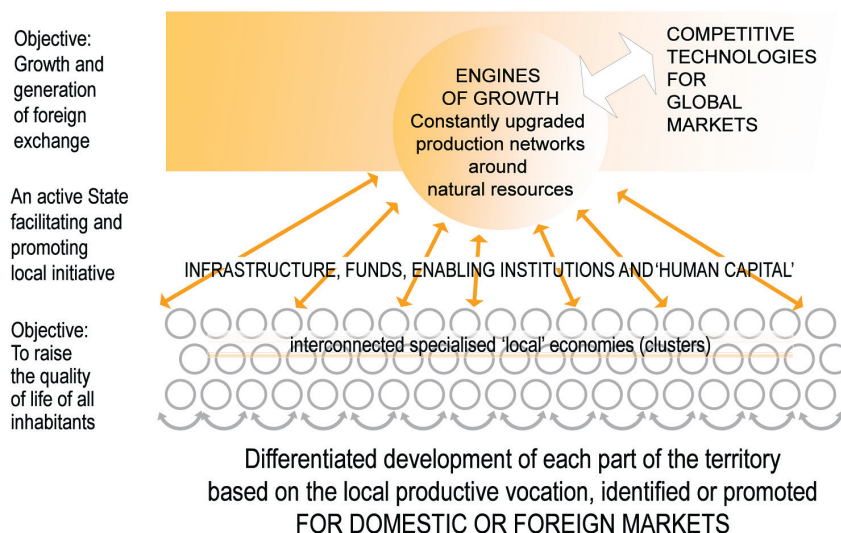 Objective:
Growth and
generation
of foreign
exchange
ENGINES
OF GROWTH
Constantly upgraded
production networks
around
natural resources
COMPETITIVE
TECHNOLOGIES
FOR
GLOBAL
MARKETS
An active State
facilitating and
promoting
local initiative
INFRASTRUCTURE, FUNDS, ENABLING INSTITUTIONS AND ‘HUMAN CAPITAL’
Objective:
To raise
the quality
of life of all
inhabitants
interconnected specialised ‘local’ economies (clusters)
Differentiated development of each part of the territory
based on the local productive vocation, identified or promoted
FOR DOMESTIC OR FOREIGN MARKETS